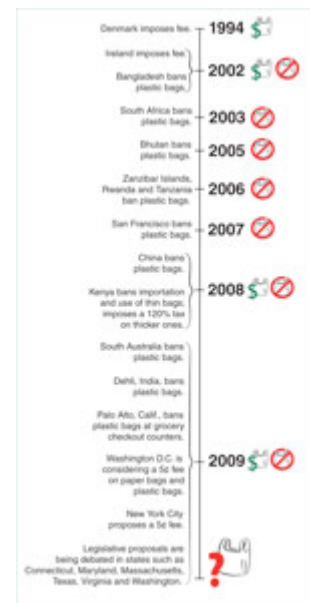 Denmark imposes fee.
1994 $
Ireland imposes fee.
Bangladesh bans
plastic bags.
2002 $
South Africa bans
plastic bags.
2003
Bhutan bans
plastic bags.
2005
Zanzibar Islands,
Rwanda and Tanzania
ban plastic bags.
2006
San Francisco bans
plastic bags.
2007
China bans
plastic bags.
Kenya bans importation
and use of thin bags;
imposes a 120% tax
on thicker ones.
2008 $
South Australia bans
plastic bags.
Dehli, India, bans
plastic bags.
Palo Alto, Calif., bans
plastic bags at grocery
checkout counters.
Washington D.C. is
considering a 5¢ fee
on paper bags and
plastic bags.
2009 $
New York City
proposes a 5¢ fee.
Legislative proposals are
being debated in states such as
Connecticut, Maryland, Massachusetts,
Texas, Virginia and Washington.
?